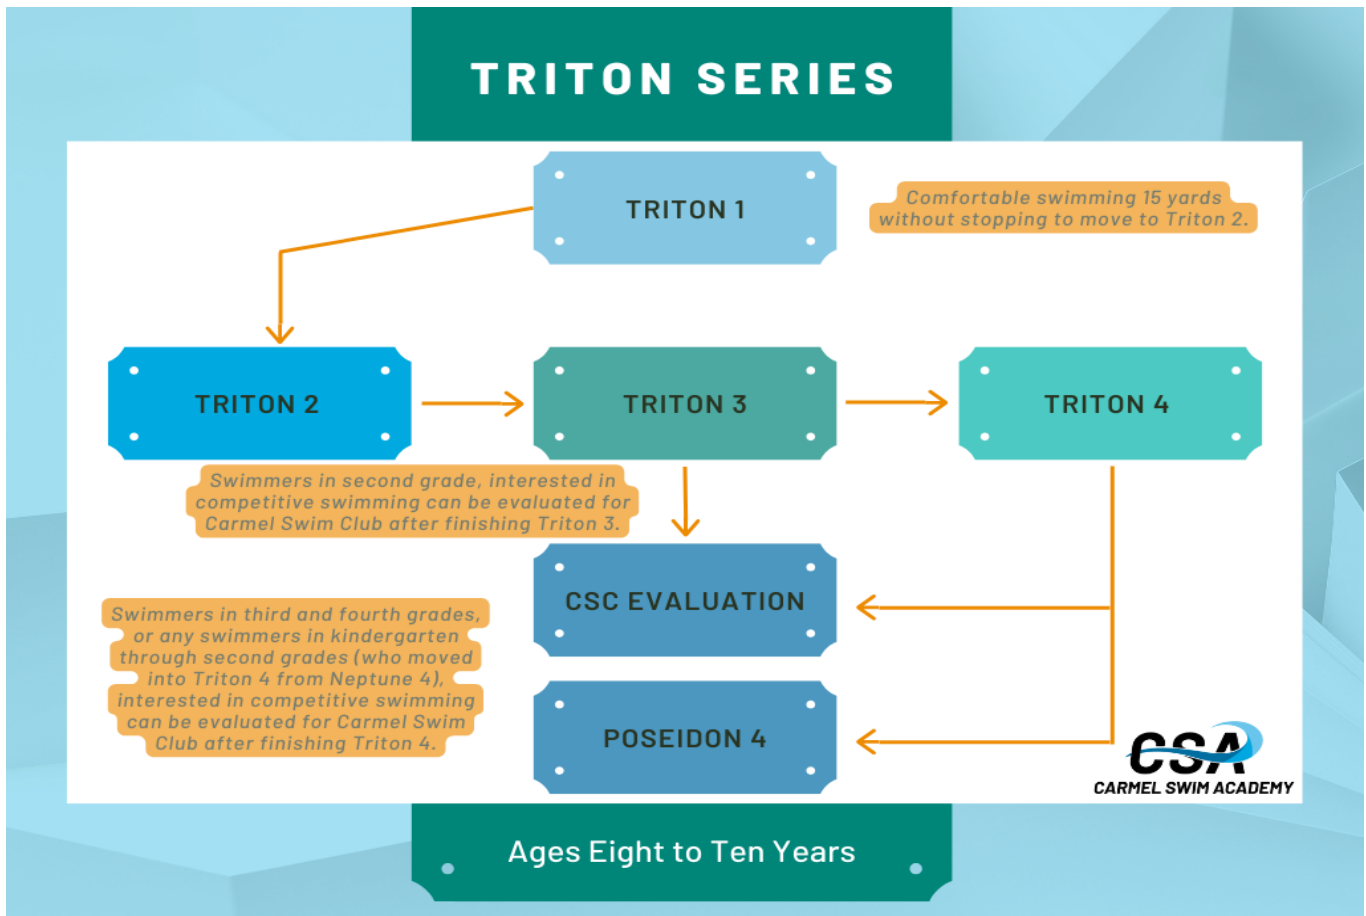 TRITON SERIES
TRITON 1
Comfortable swimming 15 yards
without stopping to move to Triton 2.
TRITON 2
TRITON 3
TRITON 4
Swimmers in second grade, interested in
competitive swimming can be evaluated for
Carmel Swim Club after finishing Triton 3.
CSC EVALUATION
Swimmers in third and fourth grades,
or any swimmers in kindergarten
through second grades (who moved
into Triton 4 from Neptune 4),
interested in competitive swimming
can be evaluated for Carmel Swim
Club after finishing Triton 4.
POSEIDON 4
CSA
CARMEL SWIM ACADEMY
Ages Eight to Ten Years